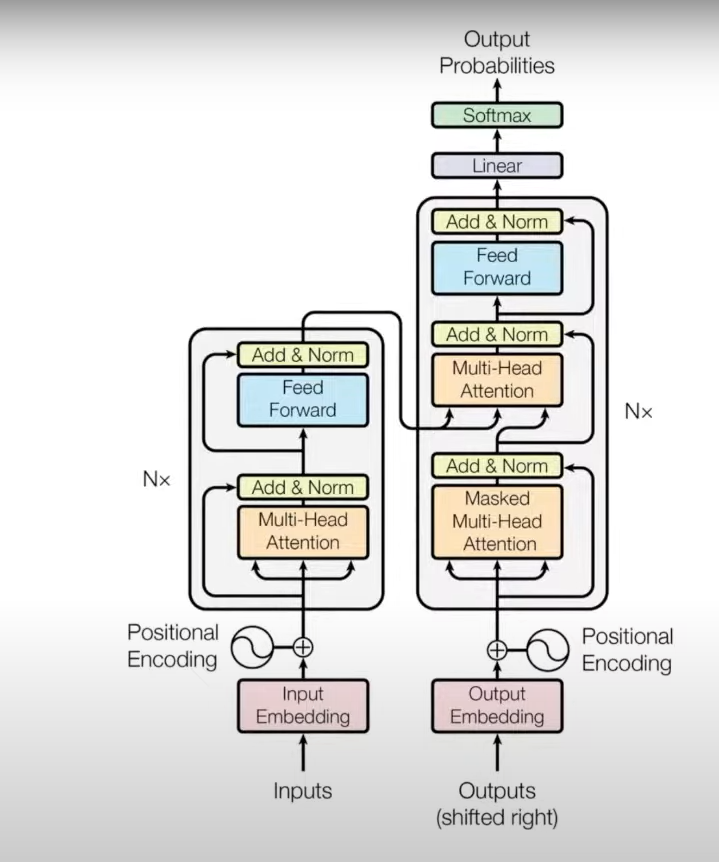 Output
Probabilities
Softmax
Linear
Add & Norm
Feed
Forward
Add & Norm
Multi-Head
Attention
Nx
Add & Norm
Masked
Multi-Head
Attention
Add & Norm
Feed
Forward
Nx
Add & Norm
Multi-Head
Attention
Positional
Encoding
Positional
Encoding
Input
Embedding
Output
Embedding
Inputs
Outputs
(shifted right)